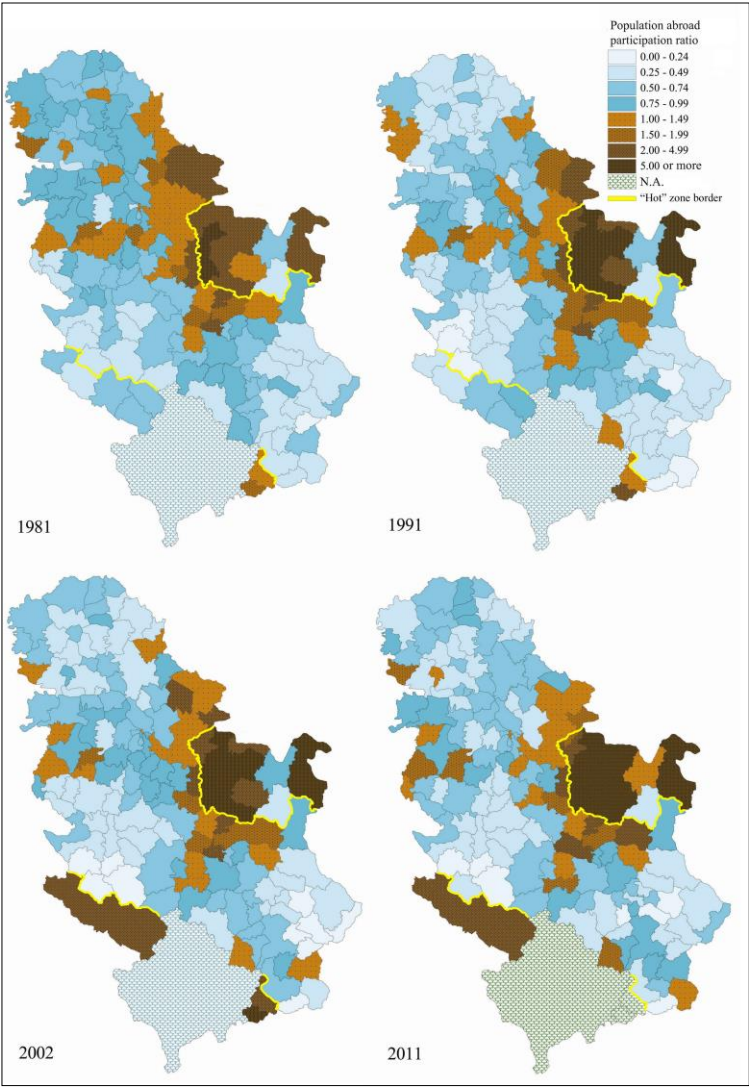 Population abroad
participation ratio
0.00 - 0.24
0.25 - 0.49
0.50 - 0.74
0.75 - 0.99
1.00 - 1.49
1.50 - 1.99
2.00 - 4.99
5.00 or more
N.A.
“Hot” zone border
1981
1991
2002
2011